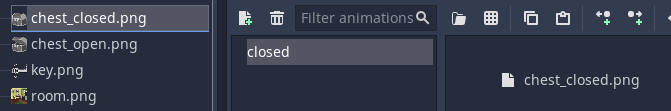 chest_closed.png
chest_open.png
key.png
room.png
Filter animations
closed
chest_closed.png